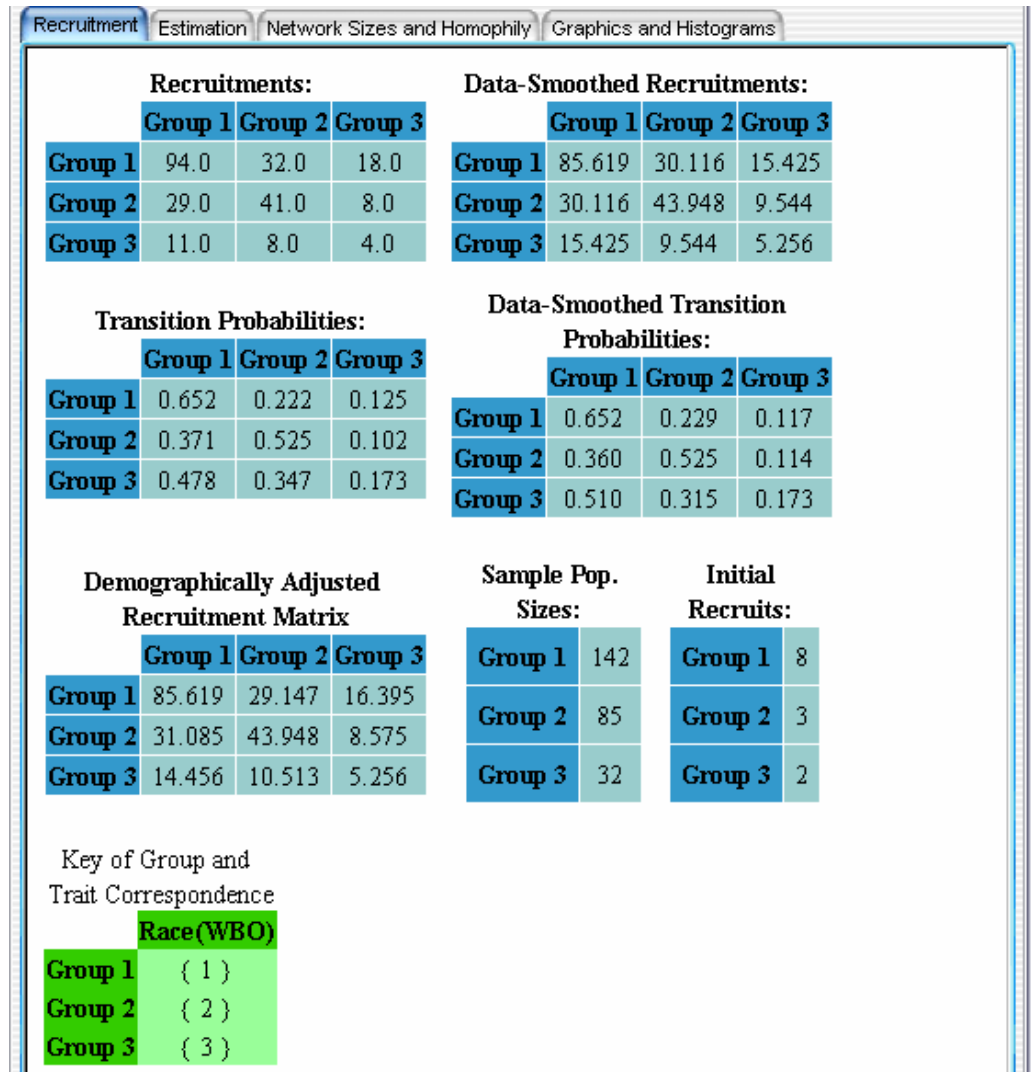 Recruitment Estimation Network Sizes and Homophily Graphics and Histograms
Recruitments:
Group 1 Group 2 Group 3
Group 1 94.0 32.0 18.0
Group 2 29.0 41.0 8.0
Group 3 11.0 8.0 4.0
Data-Smoothed Recruitments:
Group 1 Group 2 Group 3
Group 1 85.619 30.116 15.425
Group 2 30.116 43.948 9.544
Group 3 15.425 9.544 5.256
Transition Probabilities:
Group 1 Group 2 Group 3
Group 1 0.652 0.222 0.125
Group 2 0.371 0.525 0.102
Group 3 0.478 0.347 0.173
Data-Smoothed Transition
Probabilities:
Group 1 Group 2 Group 3
Group 1 0.652 0.229 0.117
Group 2 0.360 0.525 0.114
Group 3 0.510 0.315 0.173
Demographically Adjusted
Recruitment Matrix
Group 1 Group 2 Group 3
Group 1 85.619 29.147 16.395
Group 2 31.085 43.948 8.575
Group 3 14.456 10.513 5.256
Sample Pop.
Sizes:
Group 1 142
Group 2 85
Group 3 32
Initial
Recruits:
Group 1 8
Group 2 3
Group 3 2
Key of Group and
Trait Correspondence
Race(WBO)
Group 1 { 1 }
Group 2 { 2 }
Group 3 { 3 }